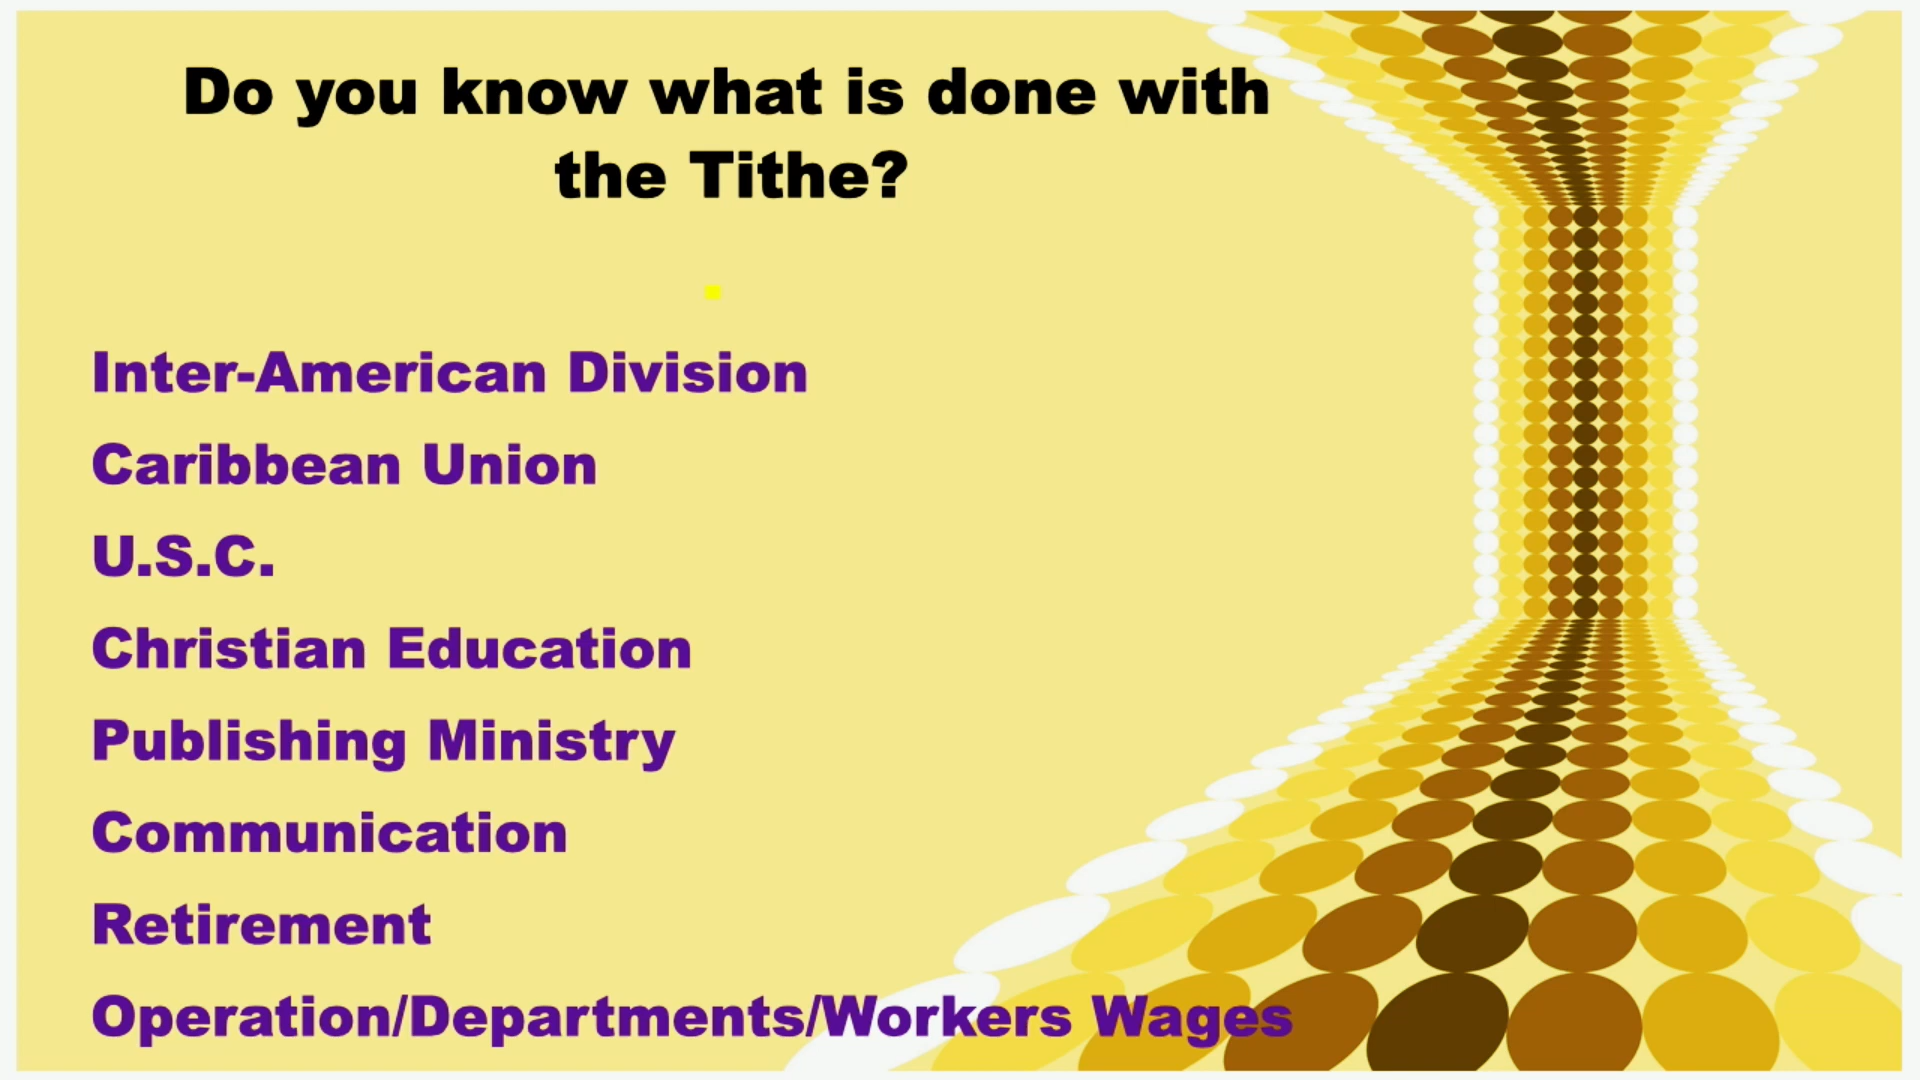 Do you know what is done with
the Tithe?
Inter-American Division
Caribbean Union
U.S.C.
Christian Education
Publishing Ministry
Communication
Retirement
Operation/Departments/Workers Wages